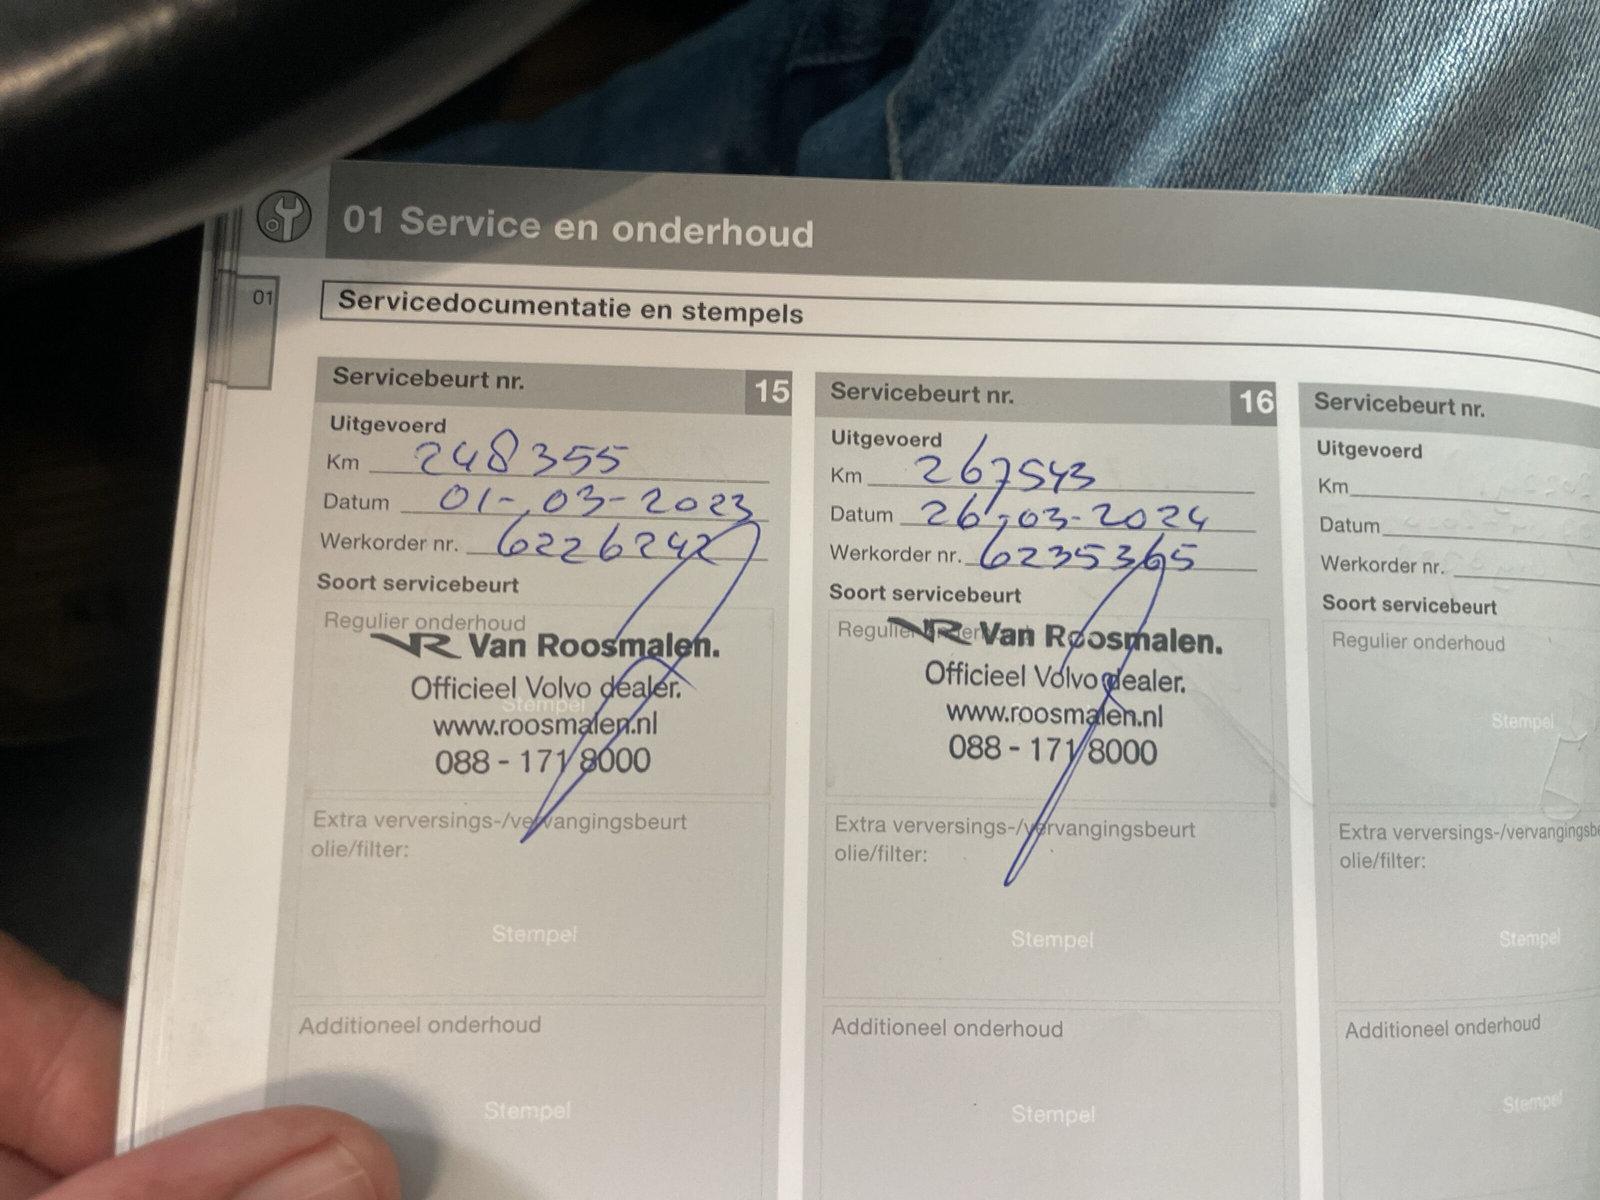 01 Service en onderhoud
01
Servicedocumentatie en stempels
Servicebeurt nr. 15
Uitgevoerd
Km 248355
Datum 01-03-2023
Werkorder nr. 6226242
Soort servicebeurt
Regulier onderhoud
VR Van Roosmalen.
Officieel Volvo dealer.
Stempel
www.roosmalen.nl
088 - 171 8000
Extra verversings-/vervangingsbeurt
olie/filter:
Stempel
Additioneel onderhoud
Stempel
Servicebeurt nr. 16
Uitgevoerd
Km 267543
Datum 26-03-2024
Werkorder nr. 6235365
Soort servicebeurt
Regulier onderhoud
VR Van Roosmalen.
Officieel Volvo dealer.
www.roosmalen.nl
088 - 171 8000
Extra verversings-/vervangingsbeurt
olie/filter:
Stempel
Additioneel onderhoud
Stempel
Servicebeurt nr.
Uitgevoerd
Km
Datum
Werkorder nr.
Soort servicebeurt
Regulier onderhoud
Stempel
Extra verversings-/vervangingsbe
olie/filter:
Stempel
Additioneel onderhoud
Stempel